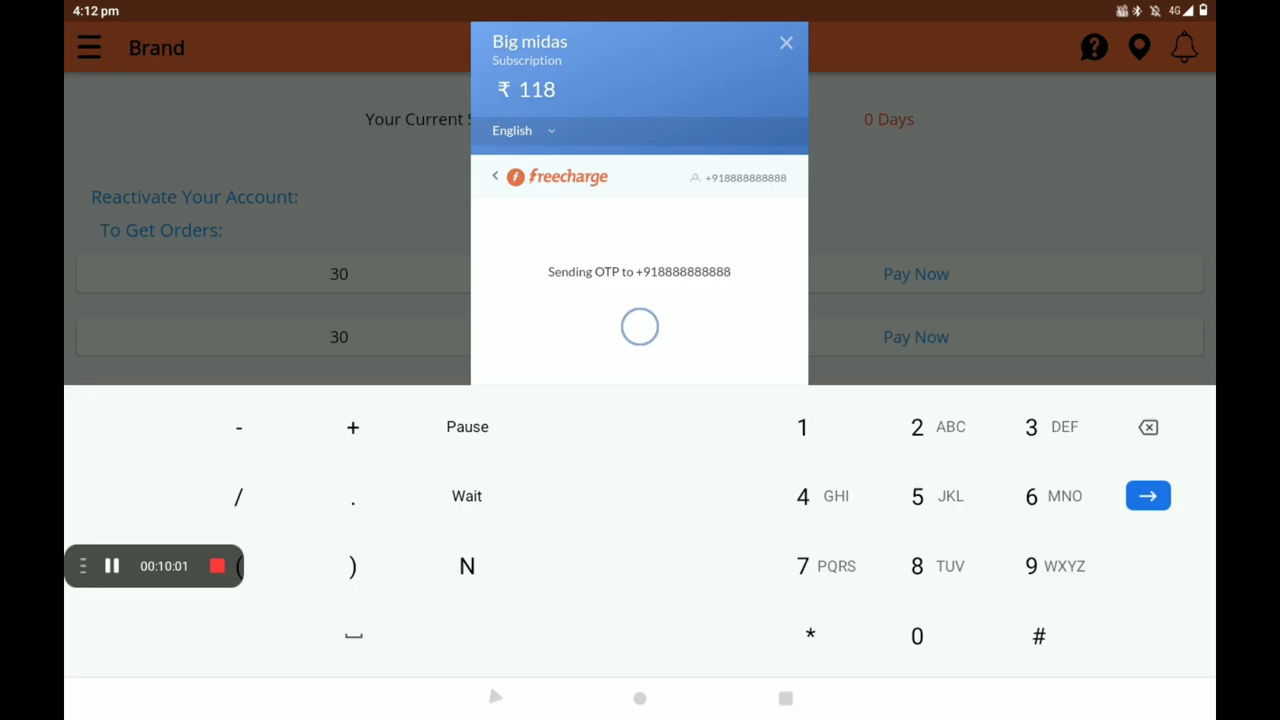 4:12 pm
4G
Brand
Big midas
Subscription
₹ 118
English
Your Current S
0 Days
freecharge
+918888888888
Reactivate Your Account:
To Get Orders:
Sending OTP to +918888888888
30
Pay Now
30
Pay Now
- + Pause 1 2 ABC 3 DEF
/ . Wait 4 GHI 5 JKL 6 MNO
00:10:01 ( ) N 7 PQRS 8 TUV 9 WXYZ
* 0 #